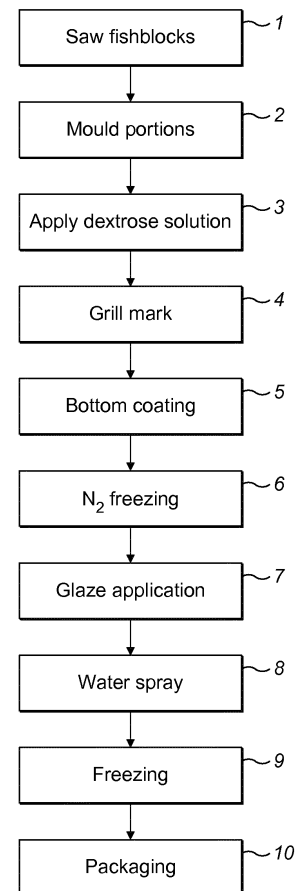 Saw fishblocks 1
Mould portions 2
Apply dextrose solution 3
Grill mark 4
Bottom coating 5
N₂ freezing 6
Glaze application 7
Water spray 8
Freezing 9
Packaging 10